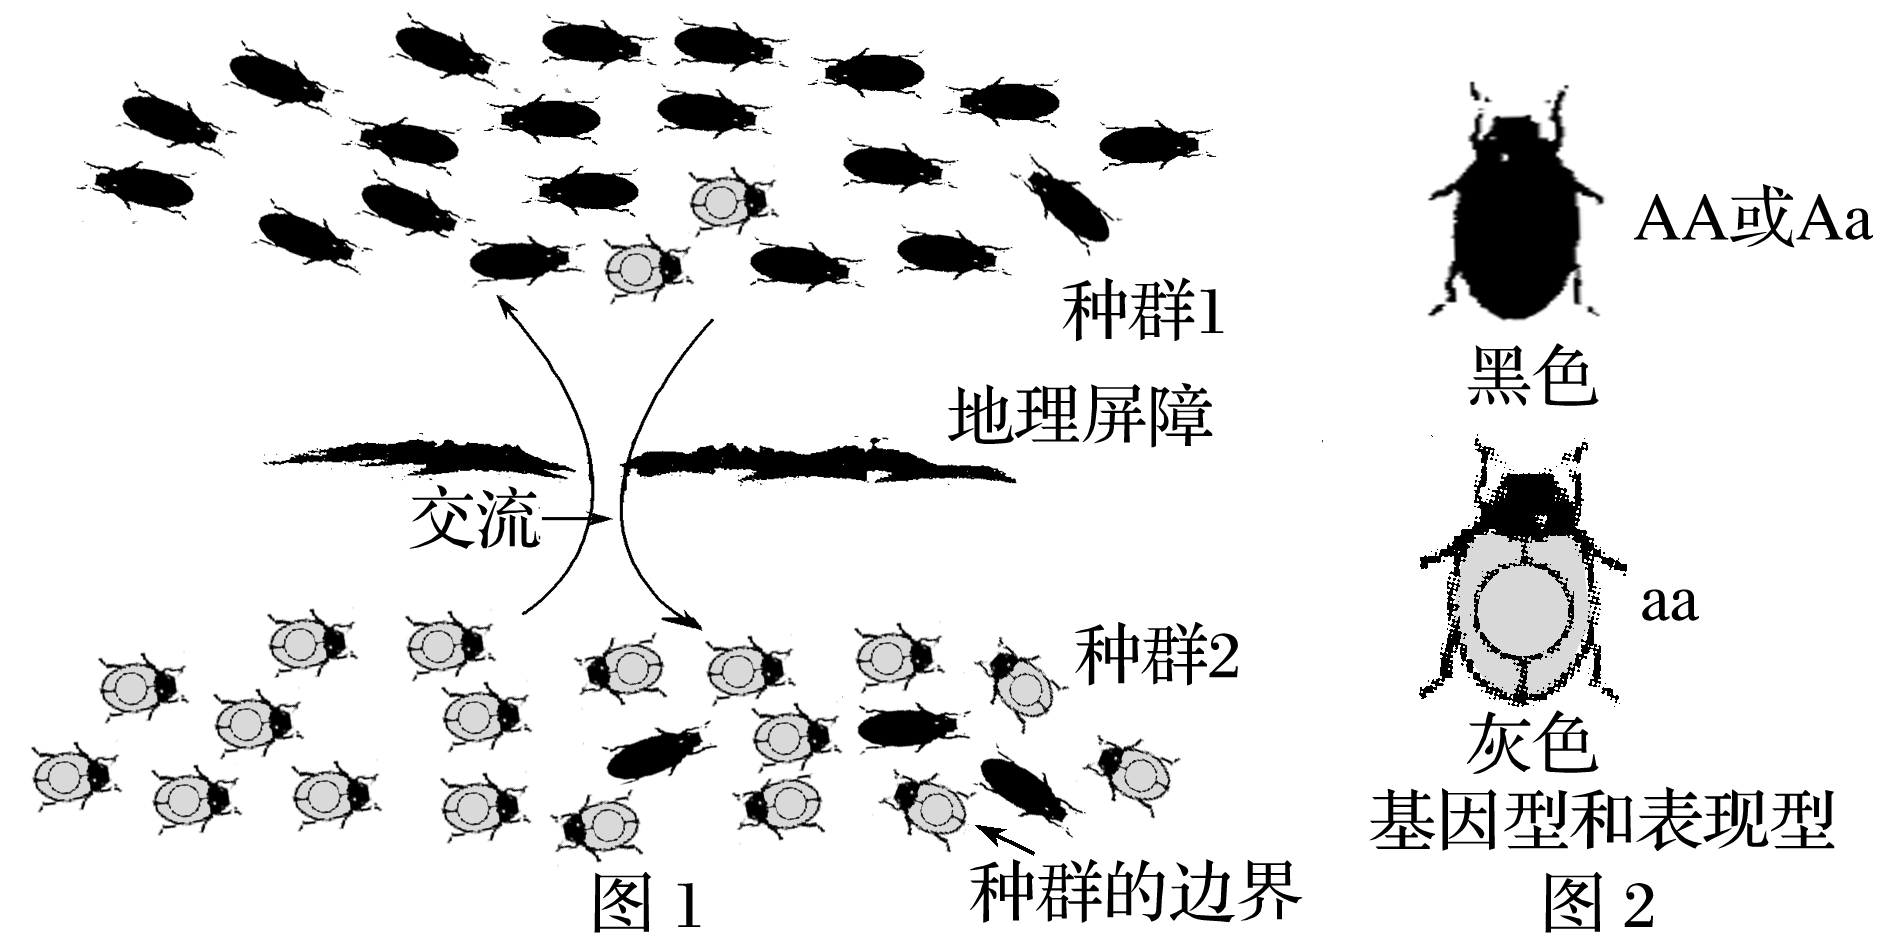 种群1
地理屏障
交流
种群2
种群的边界
图 1
AA或Aa
黑色
aa
灰色
基因型和表现型
图 2